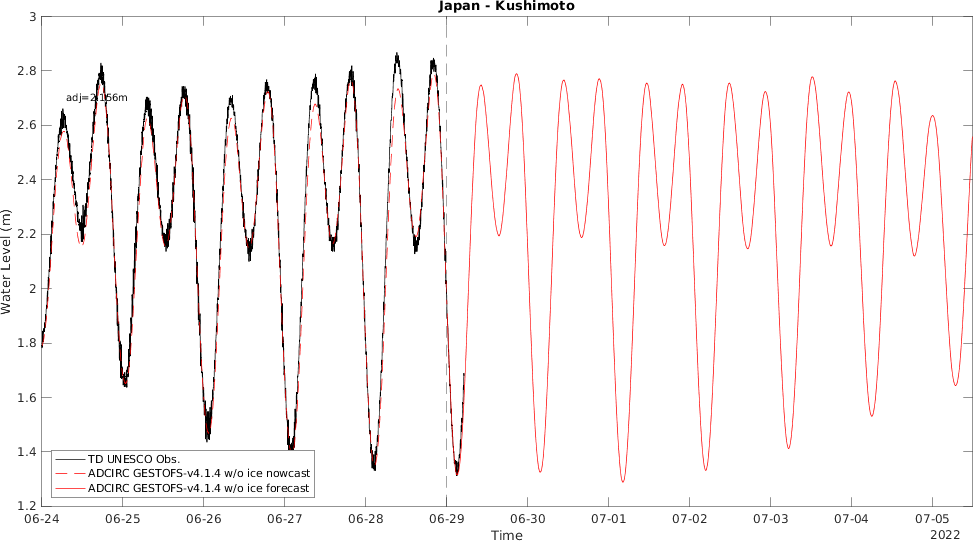 Japan - Kushimoto
3
2.8
2.6
2.4
2.2
2
1.8
1.6
1.4
1.2
Water Level (m)
adj=2.156m
TD UNESCO Obs.
ADCIRC GESTOFS-v4.1.4 w/o ice nowcast
ADCIRC GESTOFS-v4.1.4 w/o ice forecast
06-24 06-25 06-26 06-27 06-28 06-29 06-30 07-01 07-02 07-03 07-04 07-05
Time
2022